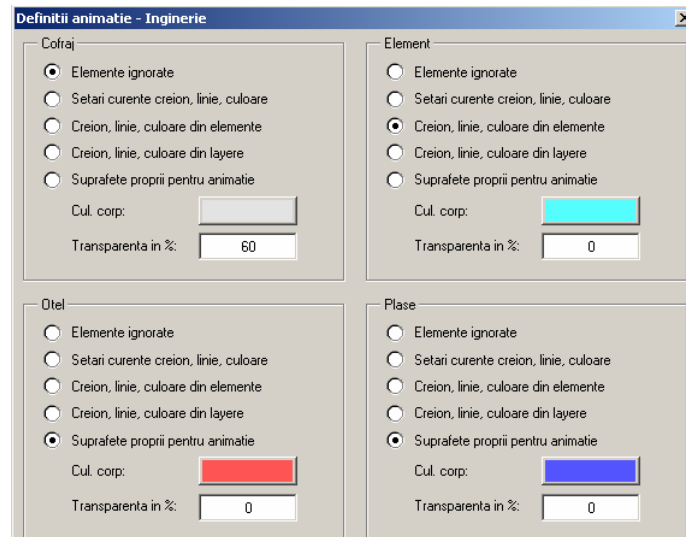 Definitii animatie - Inginerie
Cofraj
Elemente ignorate
Setari curente creion, linie, culoare
Creion, linie, culoare din elemente
Creion, linie, culoare din layere
Suprafete proprii pentru animatie
Cul. corp:
Transparenta in %: 60
Element
Elemente ignorate
Setari curente creion, linie, culoare
Creion, linie, culoare din elemente
Creion, linie, culoare din layere
Suprafete proprii pentru animatie
Cul. corp:
Transparenta in %: 0
Otel
Elemente ignorate
Setari curente creion, linie, culoare
Creion, linie, culoare din elemente
Creion, linie, culoare din layere
Suprafete proprii pentru animatie
Cul. corp:
Transparenta in %: 0
Plase
Elemente ignorate
Setari curente creion, linie, culoare
Creion, linie, culoare din elemente
Creion, linie, culoare din layere
Suprafete proprii pentru animatie
Cul. corp:
Transparenta in %: 0